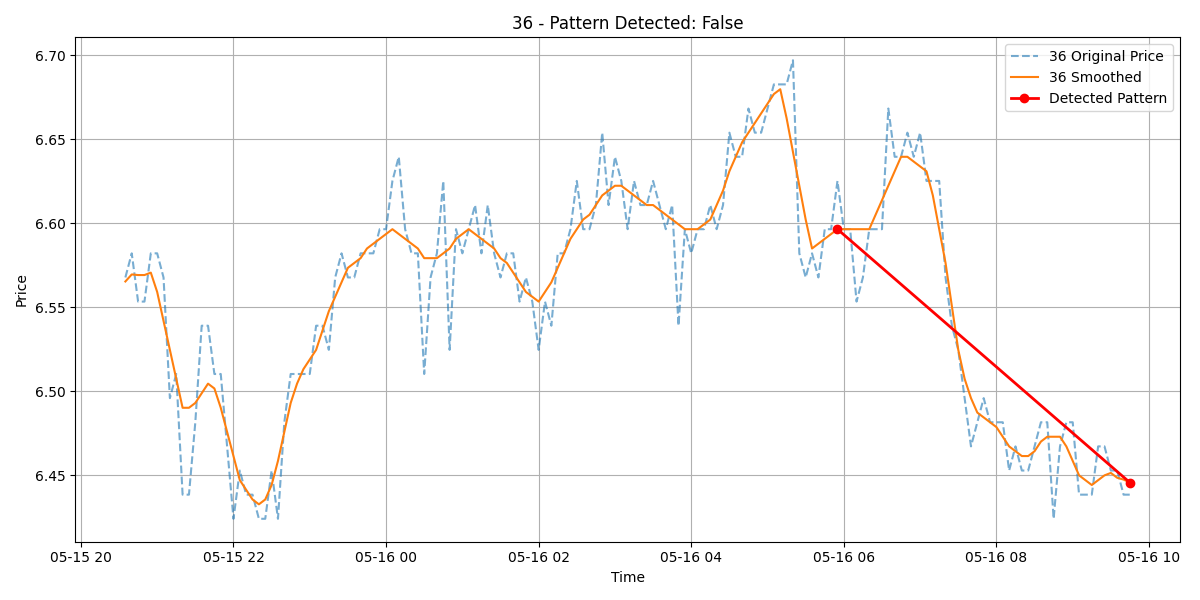 36 - Pattern Detected: False
36 Original Price
36 Smoothed
Detected Pattern
Price
6.70
6.65
6.60
6.55
6.50
6.45
05-15 20
05-15 22
05-16 00
05-16 02
05-16 04
05-16 06
05-16 08
05-16 10
Time